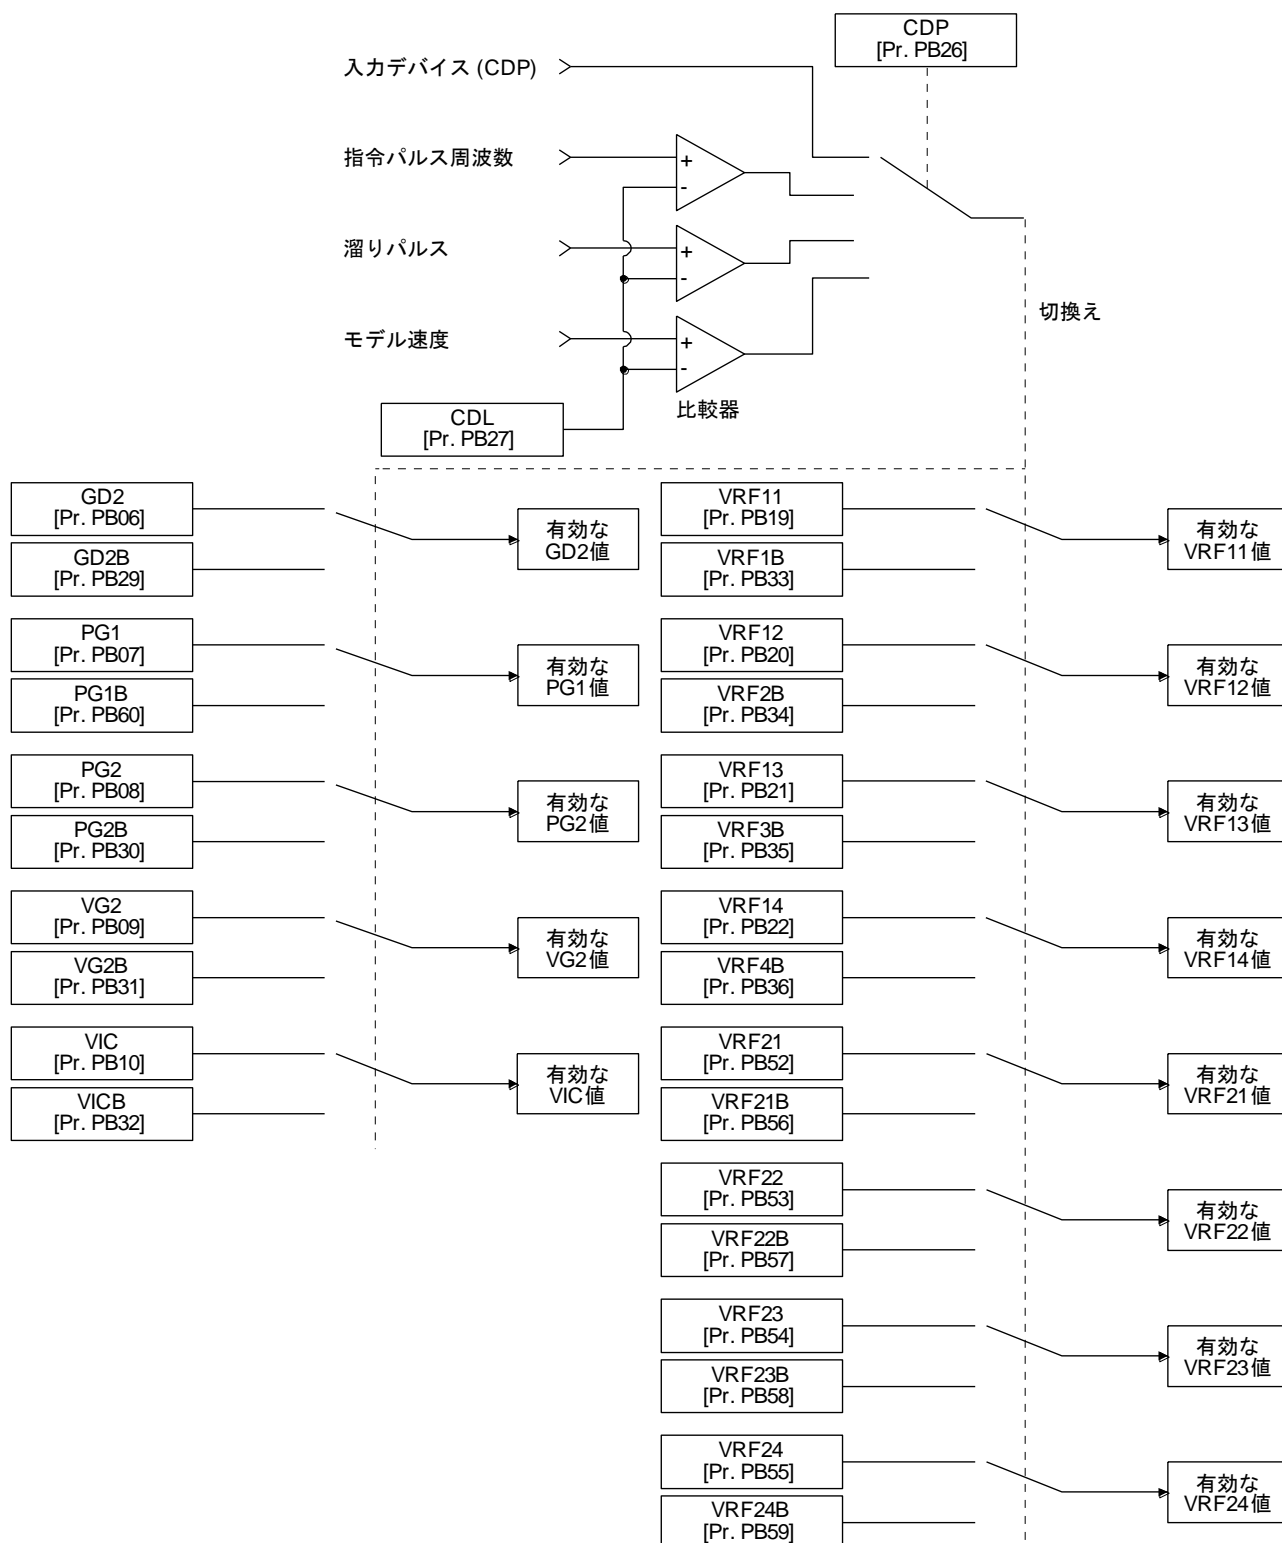 CDP
[Pr. PB26]
入力デバイス (CDP)
指令パルス周波数
+
-
溜りパルス
+
-
切換え
モデル速度
+
-
比較器
CDL
[Pr. PB27]
GD2
[Pr. PB06]
GD2B
[Pr. PB29]
有効な
GD2値
PG1
[Pr. PB07]
PG1B
[Pr. PB60]
有効な
PG1値
PG2
[Pr. PB08]
PG2B
[Pr. PB30]
有効な
PG2値
VG2
[Pr. PB09]
VG2B
[Pr. PB31]
有効な
VG2値
VIC
[Pr. PB10]
VICB
[Pr. PB32]
有効な
VIC値
VRF11
[Pr. PB19]
VRF1B
[Pr. PB33]
有効な
VRF11値
VRF12
[Pr. PB20]
VRF2B
[Pr. PB34]
有効な
VRF12値
VRF13
[Pr. PB21]
VRF3B
[Pr. PB35]
有効な
VRF13値
VRF14
[Pr. PB22]
VRF4B
[Pr. PB36]
有効な
VRF14値
VRF21
[Pr. PB52]
VRF21B
[Pr. PB56]
有効な
VRF21値
VRF22
[Pr. PB53]
VRF22B
[Pr. PB57]
有効な
VRF22値
VRF23
[Pr. PB54]
VRF23B
[Pr. PB58]
有効な
VRF23値
VRF24
[Pr. PB55]
VRF24B
[Pr. PB59]
有効な
VRF24値